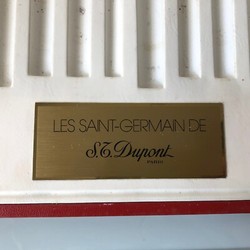 LES SAINT-GERMAIN DE
S.T. Dupont
PARIS